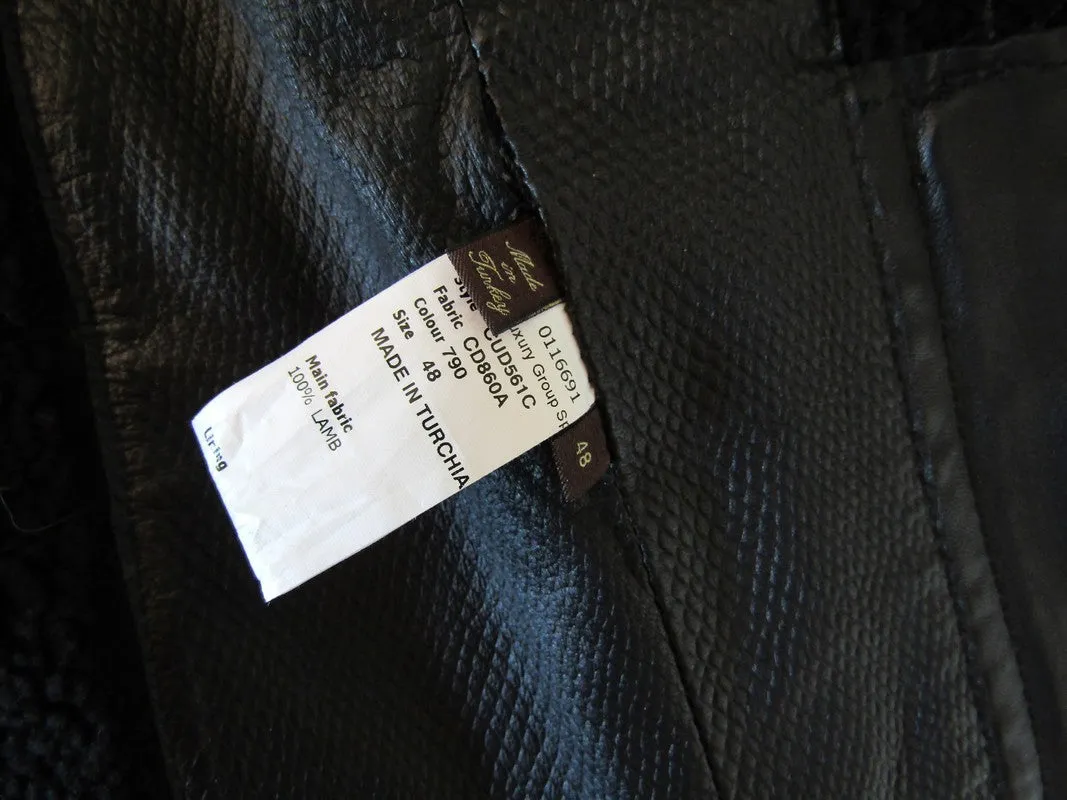 Made
in
Turkey
0116691
Luxury Group
Style CUD561C
Fabric CD860A
Colour 790
Size 48
MADE IN TURCHIA
Main fabric
100% LAMB
Lining
48